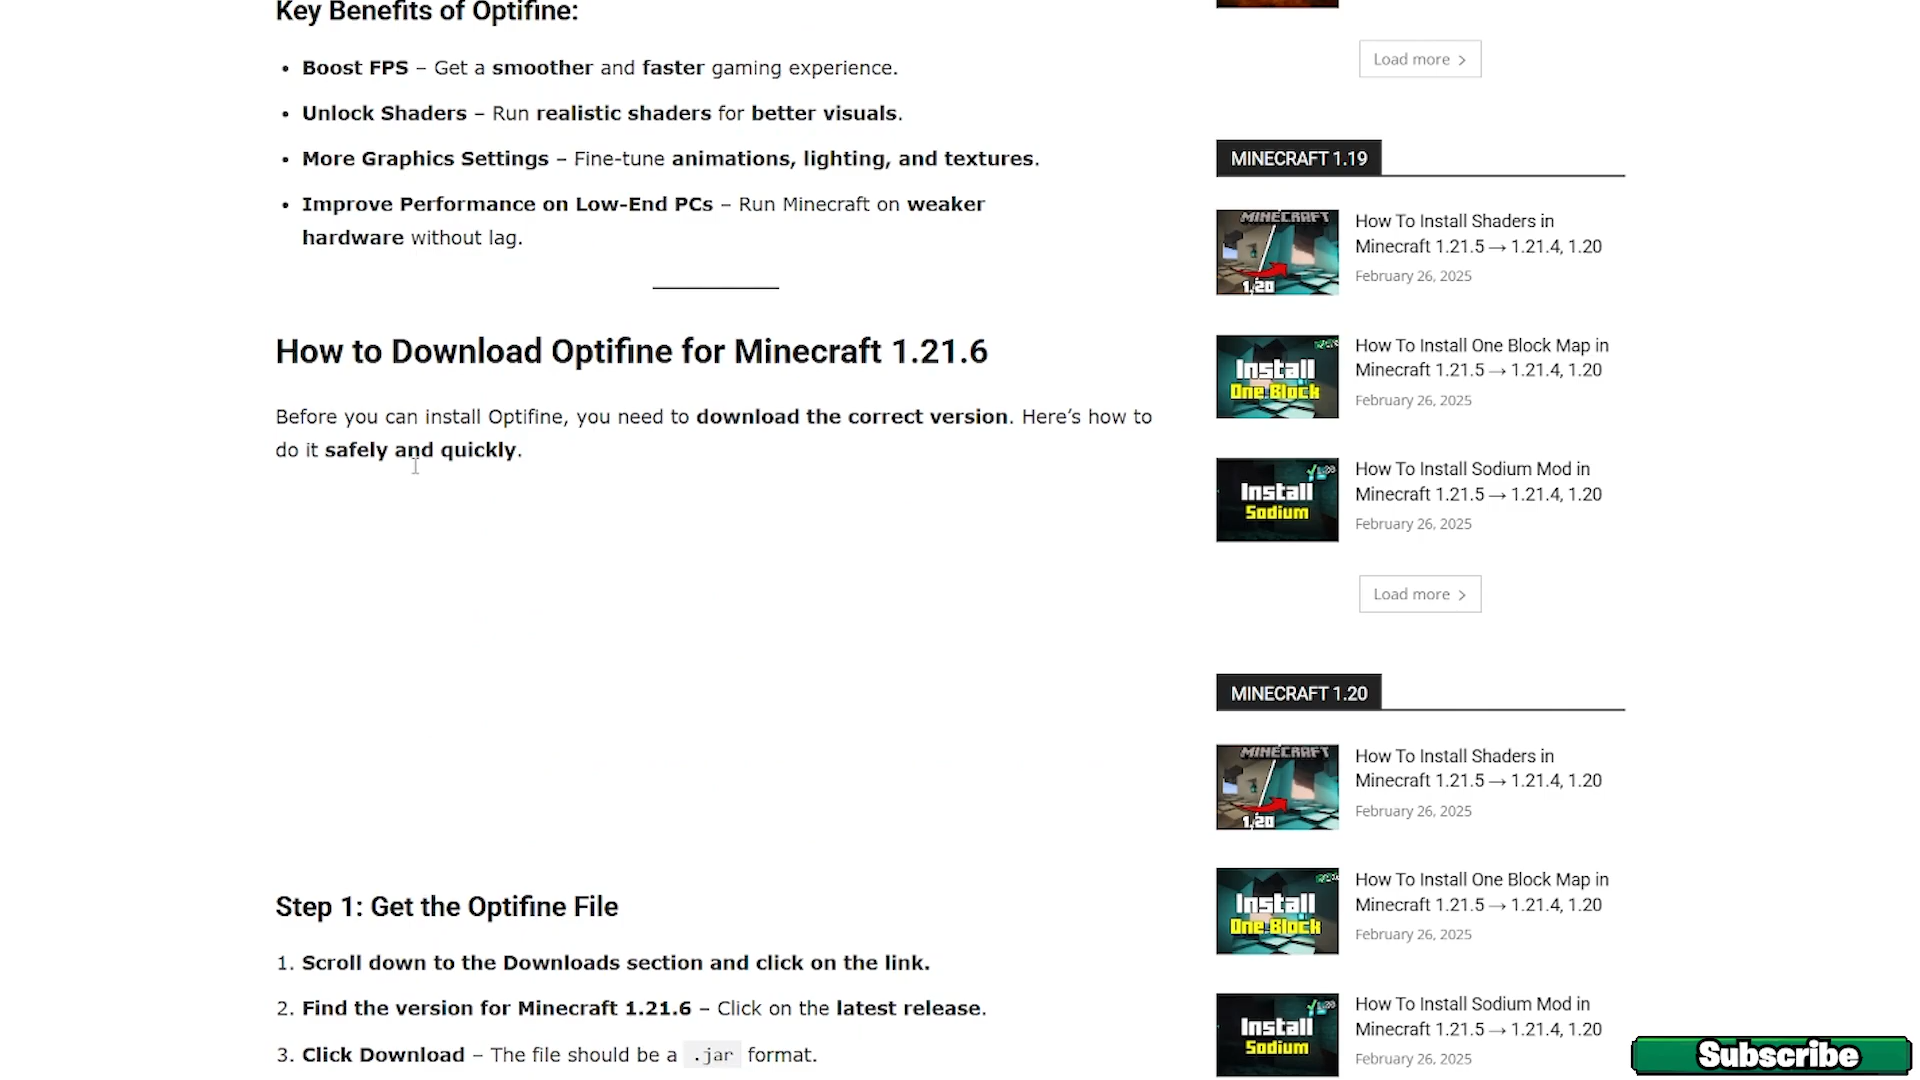 Key Benefits of Optifine:
• Boost FPS – Get a smoother and faster gaming experience.
• Unlock Shaders – Run realistic shaders for better visuals.
• More Graphics Settings – Fine-tune animations, lighting, and textures.
• Improve Performance on Low-End PCs – Run Minecraft on weaker
hardware without lag.
How to Download Optifine for Minecraft 1.21.6
Before you can install Optifine, you need to download the correct version. Here’s how to
do it safely and quickly.
Step 1: Get the Optifine File
1. Scroll down to the Downloads section and click on the link.
2. Find the version for Minecraft 1.21.6 – Click on the latest release.
3. Click Download – The file should be a .jar format.
Load more >
MINECRAFT 1.19
MINECRAFT
1.20
How To Install Shaders in
Minecraft 1.21.5 → 1.21.4, 1.20
February 26, 2025
Install
One Block
How To Install One Block Map in
Minecraft 1.21.5 → 1.21.4, 1.20
February 26, 2025
Install
Sodium
How To Install Sodium Mod in
Minecraft 1.21.5 → 1.21.4, 1.20
February 26, 2025
Load more >
MINECRAFT 1.20
MINECRAFT
1.20
How To Install Shaders in
Minecraft 1.21.5 → 1.21.4, 1.20
February 26, 2025
Install
One Block
How To Install One Block Map in
Minecraft 1.21.5 → 1.21.4, 1.20
February 26, 2025
Install
Sodium
How To Install Sodium Mod in
Minecraft 1.21.5 → 1.21.4, 1.20
February 26, 2025
Subscribe